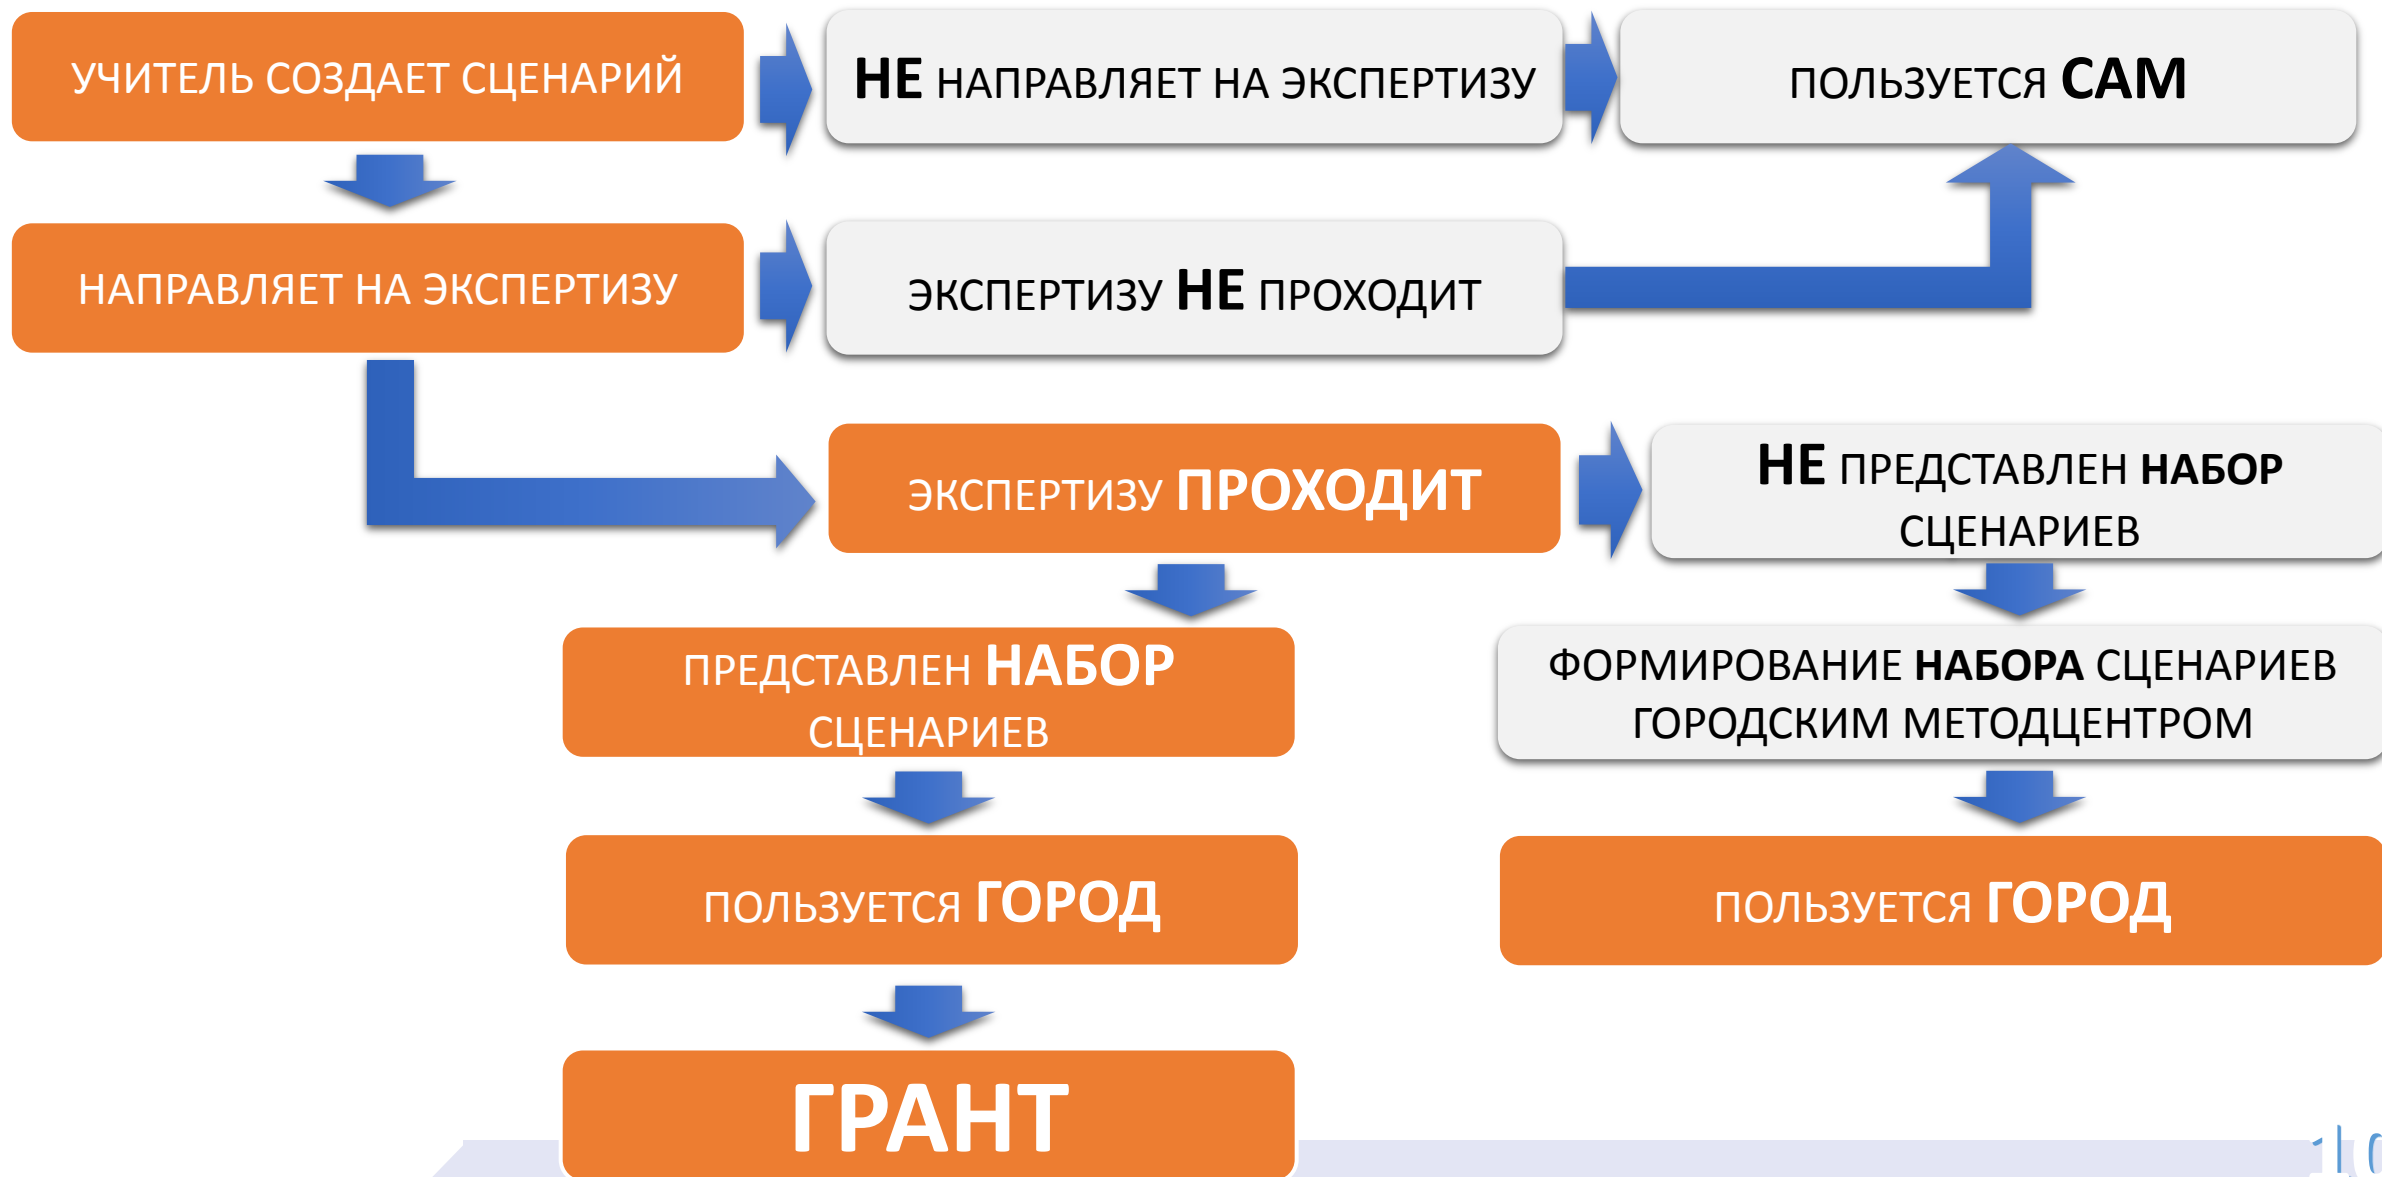 УЧИТЕЛЬ СОЗДАЕТ СЦЕНАРИЙ
НЕ НАПРАВЛЯЕТ НА ЭКСПЕРТИЗУ
ПОЛЬЗУЕТСЯ САМ
НАПРАВЛЯЕТ НА ЭКСПЕРТИЗУ
ЭКСПЕРТИЗУ НЕ ПРОХОДИТ
ЭКСПЕРТИЗУ ПРОХОДИТ
НЕ ПРЕДСТАВЛЕН НАБОР
СЦЕНАРИЕВ
ПРЕДСТАВЛЕН НАБОР
СЦЕНАРИЕВ
ФОРМИРОВАНИЕ НАБОРА СЦЕНАРИЕВ
ГОРОДСКИМ МЕТОДЦЕНТРОМ
ПОЛЬЗУЕТСЯ ГОРОД
ПОЛЬЗУЕТСЯ ГОРОД
ГРАНТ